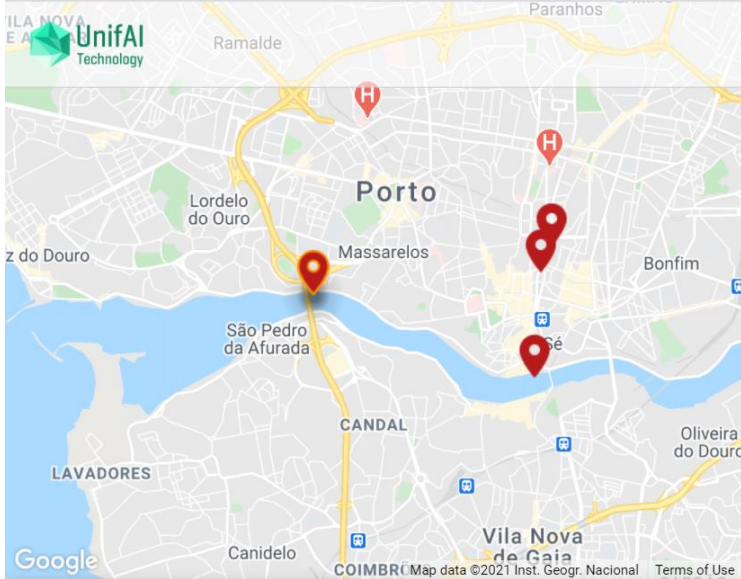 Paranhos
VILA NOVA
UnifAI
Technology
Ramalde
H
H
Porto
Lordelo
do Ouro
z do Douro
Massarelos
Bonfim
São Pedro
da Afurada
Sé
CANDAL
Oliveira
do Douro
LAVADORES
Vila Nova
de Gaia
Canidelo
COIMBRÕ
Google
Map data ©2021 Inst. Geogr. Nacional
Terms of Use